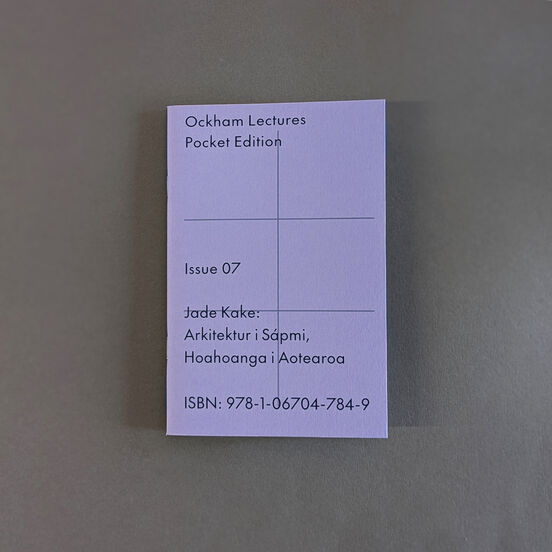 Ockham Lectures
Pocket Edition
Issue 07
Jade Kake:
Arkitektur i Sápmi,
Hoahoanga i Aotearoa
ISBN: 978-1-06704-784-9